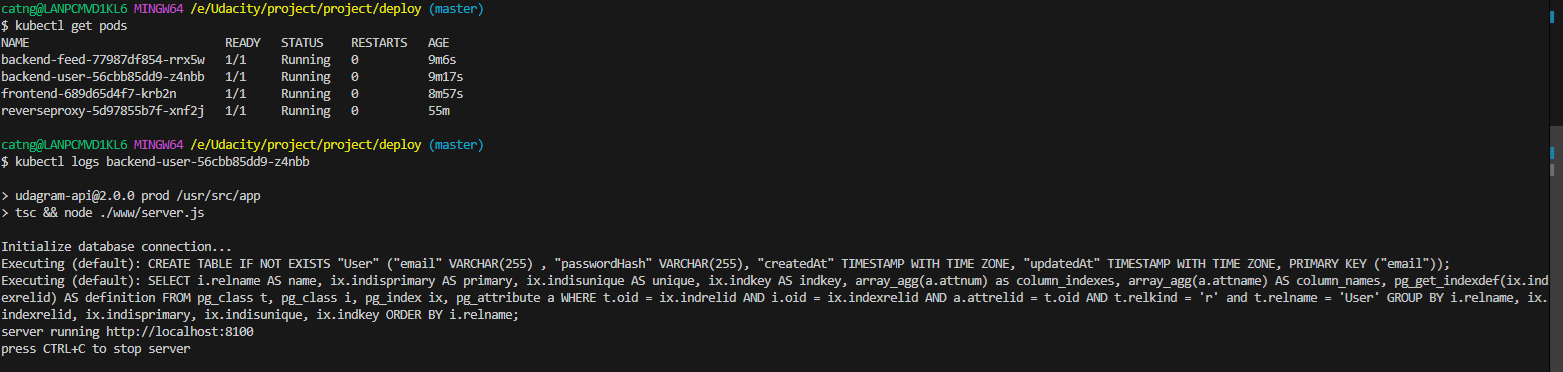 catng@LANPCMVD1KL6 MINGW64 /e/Udacity/project/project/deploy (master)
$ kubectl get pods
NAME READY STATUS RESTARTS AGE
backend-feed-77987df854-rrx5w 1/1 Running 0 9m6s
backend-user-56cbb85dd9-z4nbb 1/1 Running 0 9m17s
frontend-689d65d4f7-krb2n 1/1 Running 0 8m57s
reverseproxy-5d97855b7f-xnf2j 1/1 Running 0 55m
catng@LANPCMVD1KL6 MINGW64 /e/Udacity/project/project/deploy (master)
$ kubectl logs backend-user-56cbb85dd9-z4nbb
> udagram-api@2.0.0 prod /usr/src/app
> tsc && node ./www/server.js
Initialize database connection...
Executing (default): CREATE TABLE IF NOT EXISTS "User" ("email" VARCHAR(255) , "passwordHash" VARCHAR(255), "createdAt" TIMESTAMP WITH TIME ZONE, "updatedAt" TIMESTAMP WITH TIME ZONE, PRIMARY KEY ("email"));
Executing (default): SELECT i.relname AS name, ix.indisprimary AS primary, ix.indisunique AS unique, ix.indkey AS indkey, array_agg(a.attnum) as column_indexes, array_agg(a.attname) AS column_names, pg_get_indexdef(ix.ind
exrelid) AS definition FROM pg_class t, pg_class i, pg_index ix, pg_attribute a WHERE t.oid = ix.indrelid AND i.oid = ix.indexrelid AND a.attrelid = t.oid AND t.relkind = 'r' and t.relname = 'User' GROUP BY i.relname, ix.
indexrelid, ix.indisprimary, ix.indisunique, ix.indkey ORDER BY i.relname;
server running http://localhost:8100
press CTRL+C to stop server